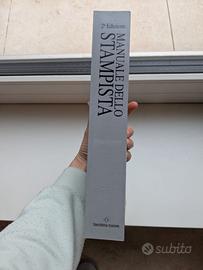 2ª Edizione
MANUALE DELLO
STAMPISTA
subito